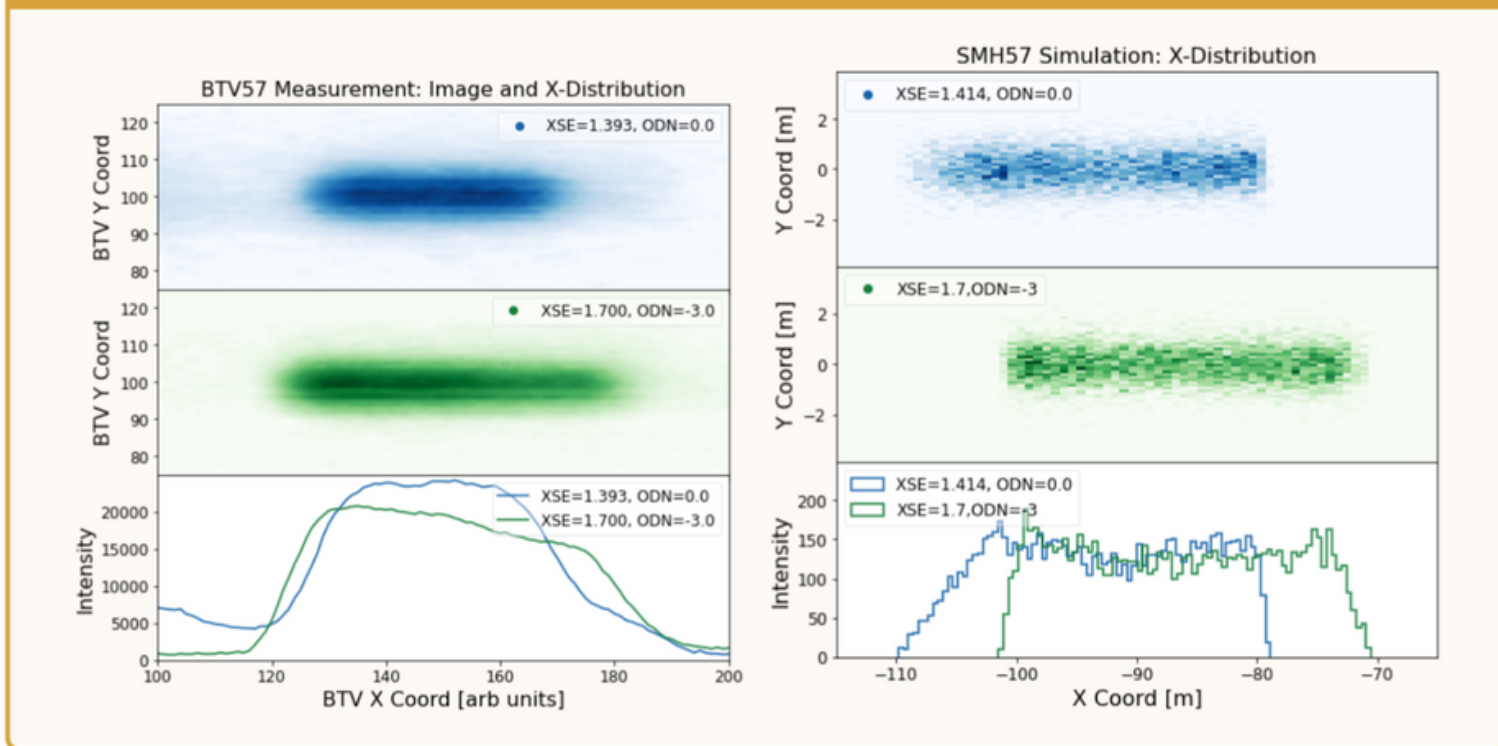 BTV57 Measurement: Image and X-Distribution
BTV Y Coord
120
110
100
90
80
XSE=1.393, ODN=0.0
BTV Y Coord
120
110
100
90
80
XSE=1.700, ODN=-3.0
Intensity
20000
15000
10000
5000
0
XSE=1.393, ODN=0.0
XSE=1.700, ODN=-3.0
100 120 140 160 180 200
BTV X Coord [arb units]
SMH57 Simulation: X-Distribution
Y Coord [m]
2
0
−2
XSE=1.414, ODN=0.0
Y Coord [m]
2
0
−2
XSE=1.7,ODN=-3
Intensity
200
150
100
50
0
XSE=1.414, ODN=0.0
XSE=1.7,ODN=-3
−110 −100 −90 −80 −70
X Coord [m]